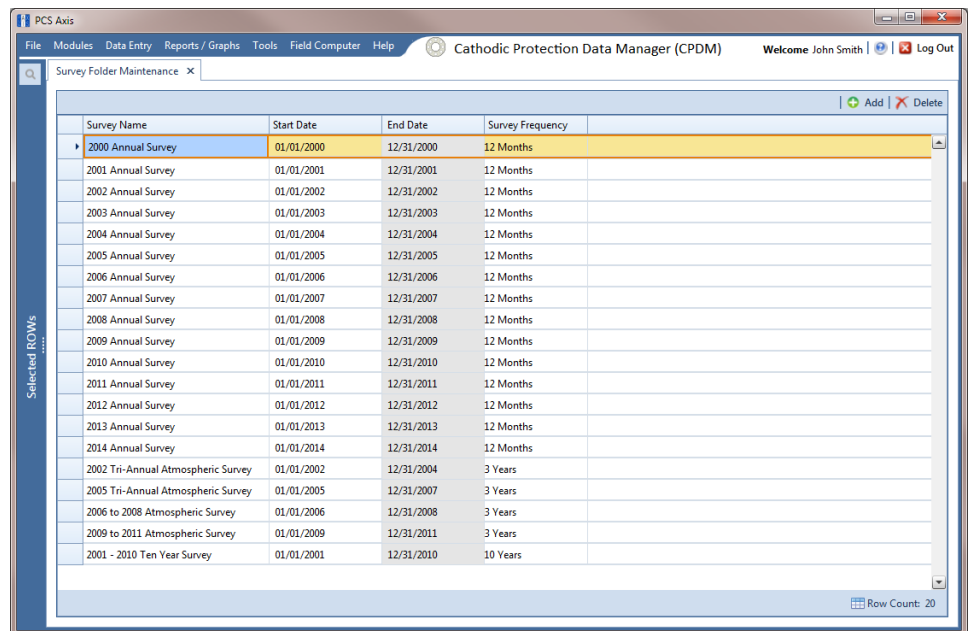 PCS Axis
File Modules Data Entry Reports / Graphs Tools Field Computer Help Cathodic Protection Data Manager (CPDM) Welcome John Smith | | Log Out
Survey Folder Maintenance X
| Add | Delete
Survey Name Start Date End Date Survey Frequency
2000 Annual Survey 01/01/2000 12/31/2000 12 Months
2001 Annual Survey 01/01/2001 12/31/2001 12 Months
2002 Annual Survey 01/01/2002 12/31/2002 12 Months
2003 Annual Survey 01/01/2003 12/31/2003 12 Months
2004 Annual Survey 01/01/2004 12/31/2004 12 Months
2005 Annual Survey 01/01/2005 12/31/2005 12 Months
2006 Annual Survey 01/01/2006 12/31/2006 12 Months
2007 Annual Survey 01/01/2007 12/31/2007 12 Months
2008 Annual Survey 01/01/2008 12/31/2008 12 Months
2009 Annual Survey 01/01/2009 12/31/2009 12 Months
2010 Annual Survey 01/01/2010 12/31/2010 12 Months
2011 Annual Survey 01/01/2011 12/31/2011 12 Months
2012 Annual Survey 01/01/2012 12/31/2012 12 Months
2013 Annual Survey 01/01/2013 12/31/2013 12 Months
2014 Annual Survey 01/01/2014 12/31/2014 12 Months
2002 Tri-Annual Atmospheric Survey 01/01/2002 12/31/2004 3 Years
2005 Tri-Annual Atmospheric Survey 01/01/2005 12/31/2007 3 Years
2006 to 2008 Atmospheric Survey 01/01/2006 12/31/2008 3 Years
2009 to 2011 Atmospheric Survey 01/01/2009 12/31/2011 3 Years
2001 - 2010 Ten Year Survey 01/01/2001 12/31/2010 10 Years
Selected ROWs
Row Count: 20